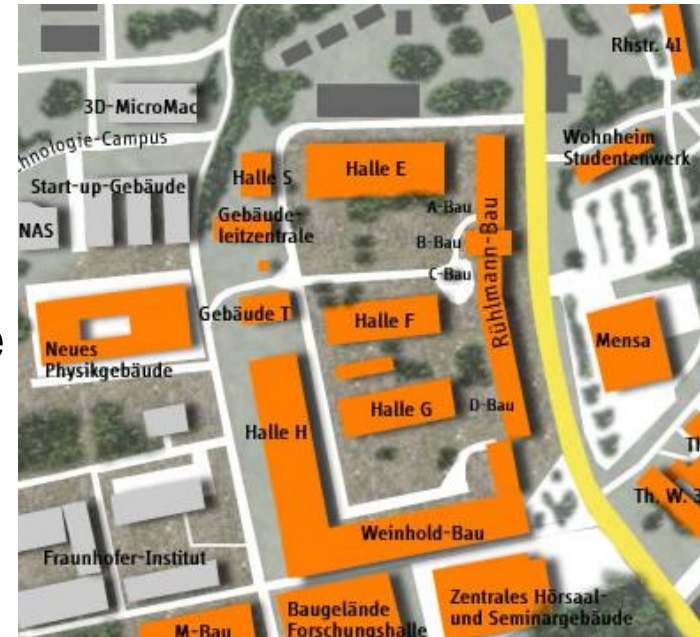 Rhstr. 41
3D-MicroMac
Technologie-Campus
Wohnheim
Studentenwerk
Halle S
Halle E
Start-up-Gebäude
NAS
Gebäude-
leitzentrale
A-Bau
B-Bau
C-Bau
Rühlmann-Bau
Gebäude T
Halle F
Mensa
Neues
Physikgebäude
Halle G
D-Bau
Halle H
Th. W.
Weinhold-Bau
Fraunhofer-Institut
Zentrales Hörsaal-
und Seminargebäude
Baugelände
Forschungshalle
M-Bau